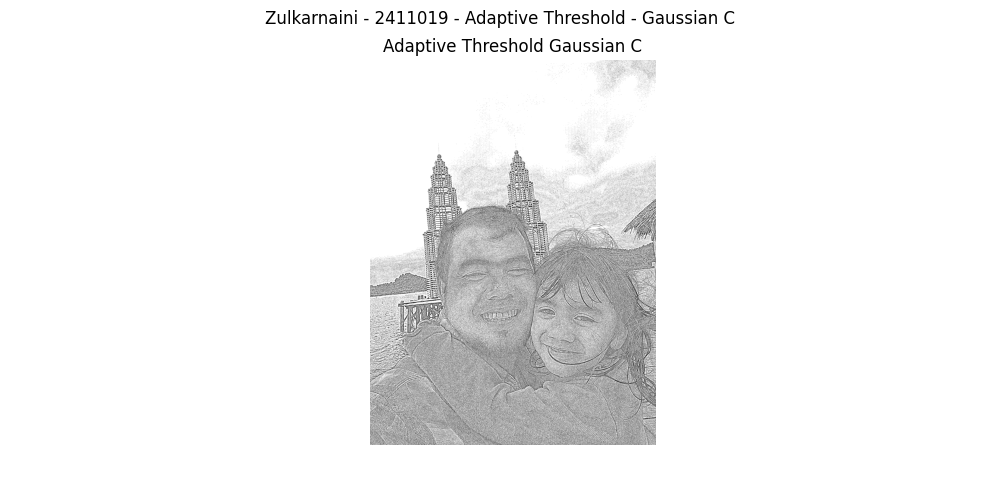 Zulkarnaini - 2411019 - Adaptive Threshold - Gaussian C
Adaptive Threshold Gaussian C